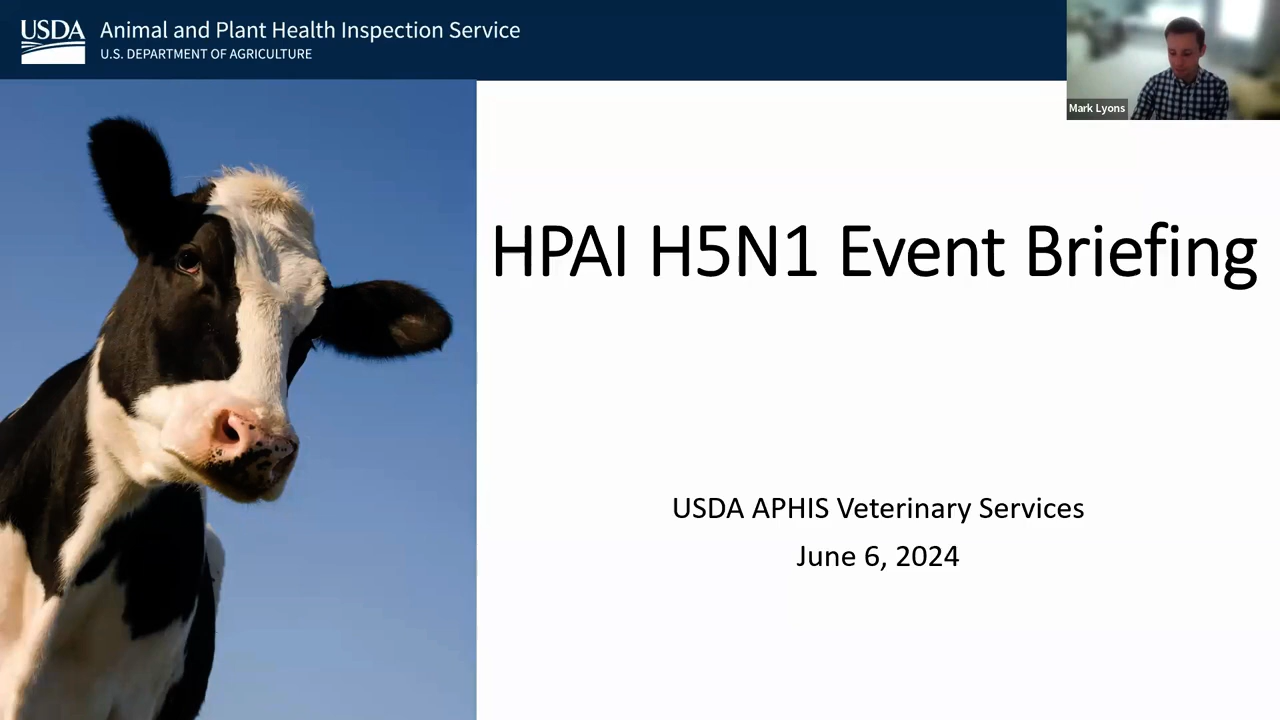 USDA
Animal and Plant Health Inspection Service
U.S. DEPARTMENT OF AGRICULTURE
Mark Lyons
HPAI H5N1 Event Briefing
USDA APHIS Veterinary Services
June 6, 2024